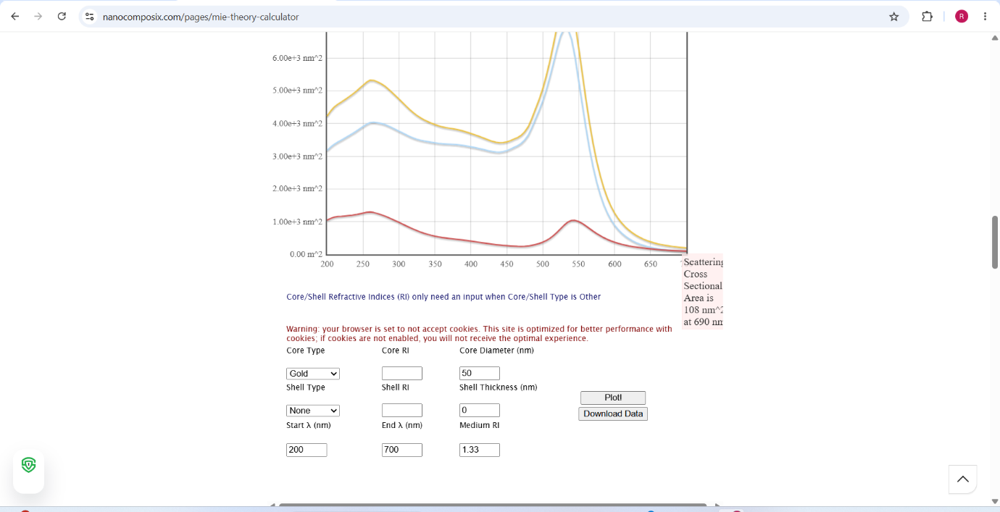 nanocomposix.com/pages/mie-theory-calculator
R
6.00e+3 nm^2
5.00e+3 nm^2
4.00e+3 nm^2
3.00e+3 nm^2
2.00e+3 nm^2
1.00e+3 nm^2
0.00 m^2
200 250 300 350 400 450 500 550 600 650
Scattering
Cross
Sectional
Area is
108 nm^2
at 690 nm
Core/Shell Refractive Indices (RI) only need an input when Core/Shell Type is Other
Warning: your browser is set to not accept cookies. This site is optimized for better performance with
cookies; if cookies are not enabled, you will not receive the optimal experience.
Core Type Core RI Core Diameter (nm)
Gold 50
Shell Type Shell RI Shell Thickness (nm)
Plot!
None 0
Download Data
Start λ (nm) End λ (nm) Medium RI
200 700 1.33